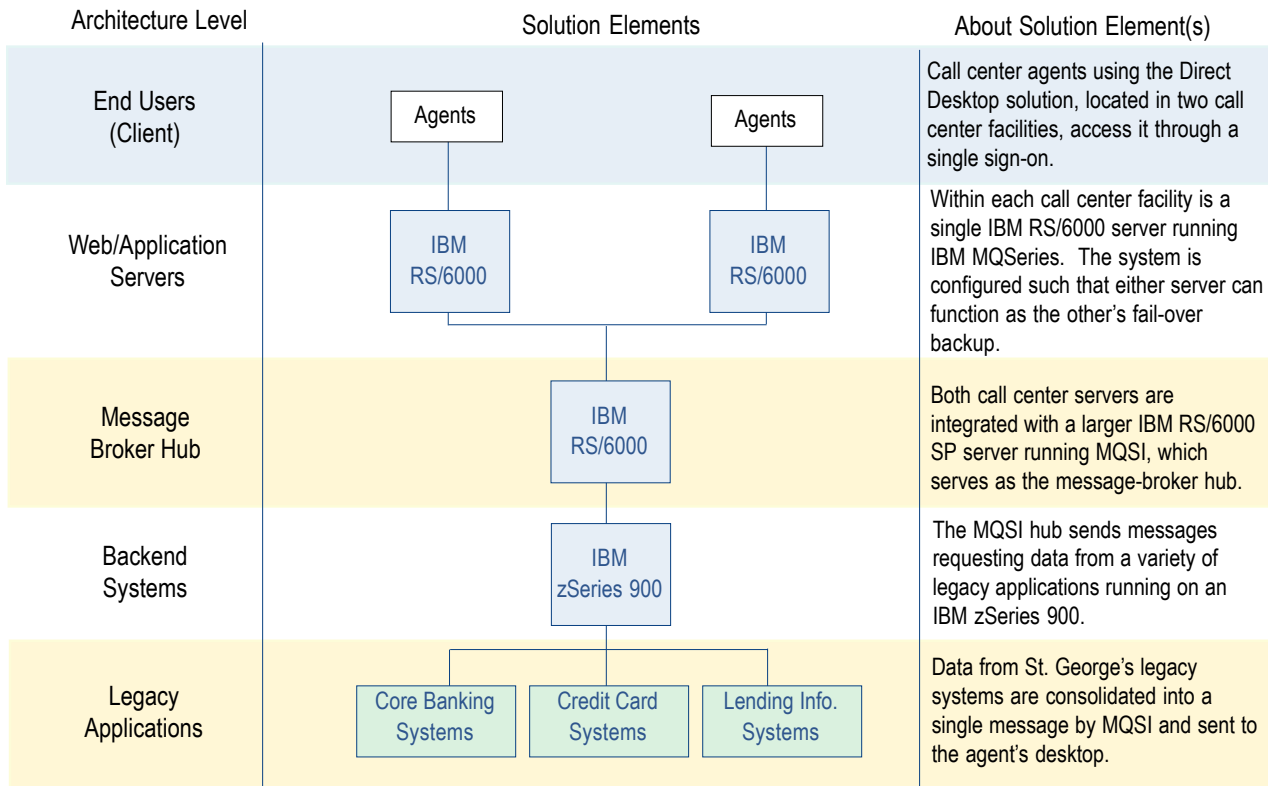 Architecture Level
Solution Elements
About Solution Element(s)
End Users
(Client)
Agents
Agents
Call center agents using the Direct
Desktop solution, located in two call
center facilities, access it through a
single sign-on.
Web/Application
Servers
IBM
RS/6000
IBM
RS/6000
Within each call center facility is a
single IBM RS/6000 server running
IBM MQSeries.  The system is
configured such that either server can
function as the other's fail-over
backup.
Message
Broker Hub
IBM
RS/6000
Both call center servers are
integrated with a larger IBM RS/6000
SP server running MQSI, which
serves as the message-broker hub.
Backend
Systems
IBM
zSeries 900
The MQSI hub sends messages
requesting data from a variety of
legacy applications running on an
IBM zSeries 900.
Legacy
Applications
Core Banking
Systems
Credit Card
Systems
Lending Info.
Systems
Data from St. George's legacy
systems are consolidated into a
single message by MQSI and sent to
the agent's desktop.